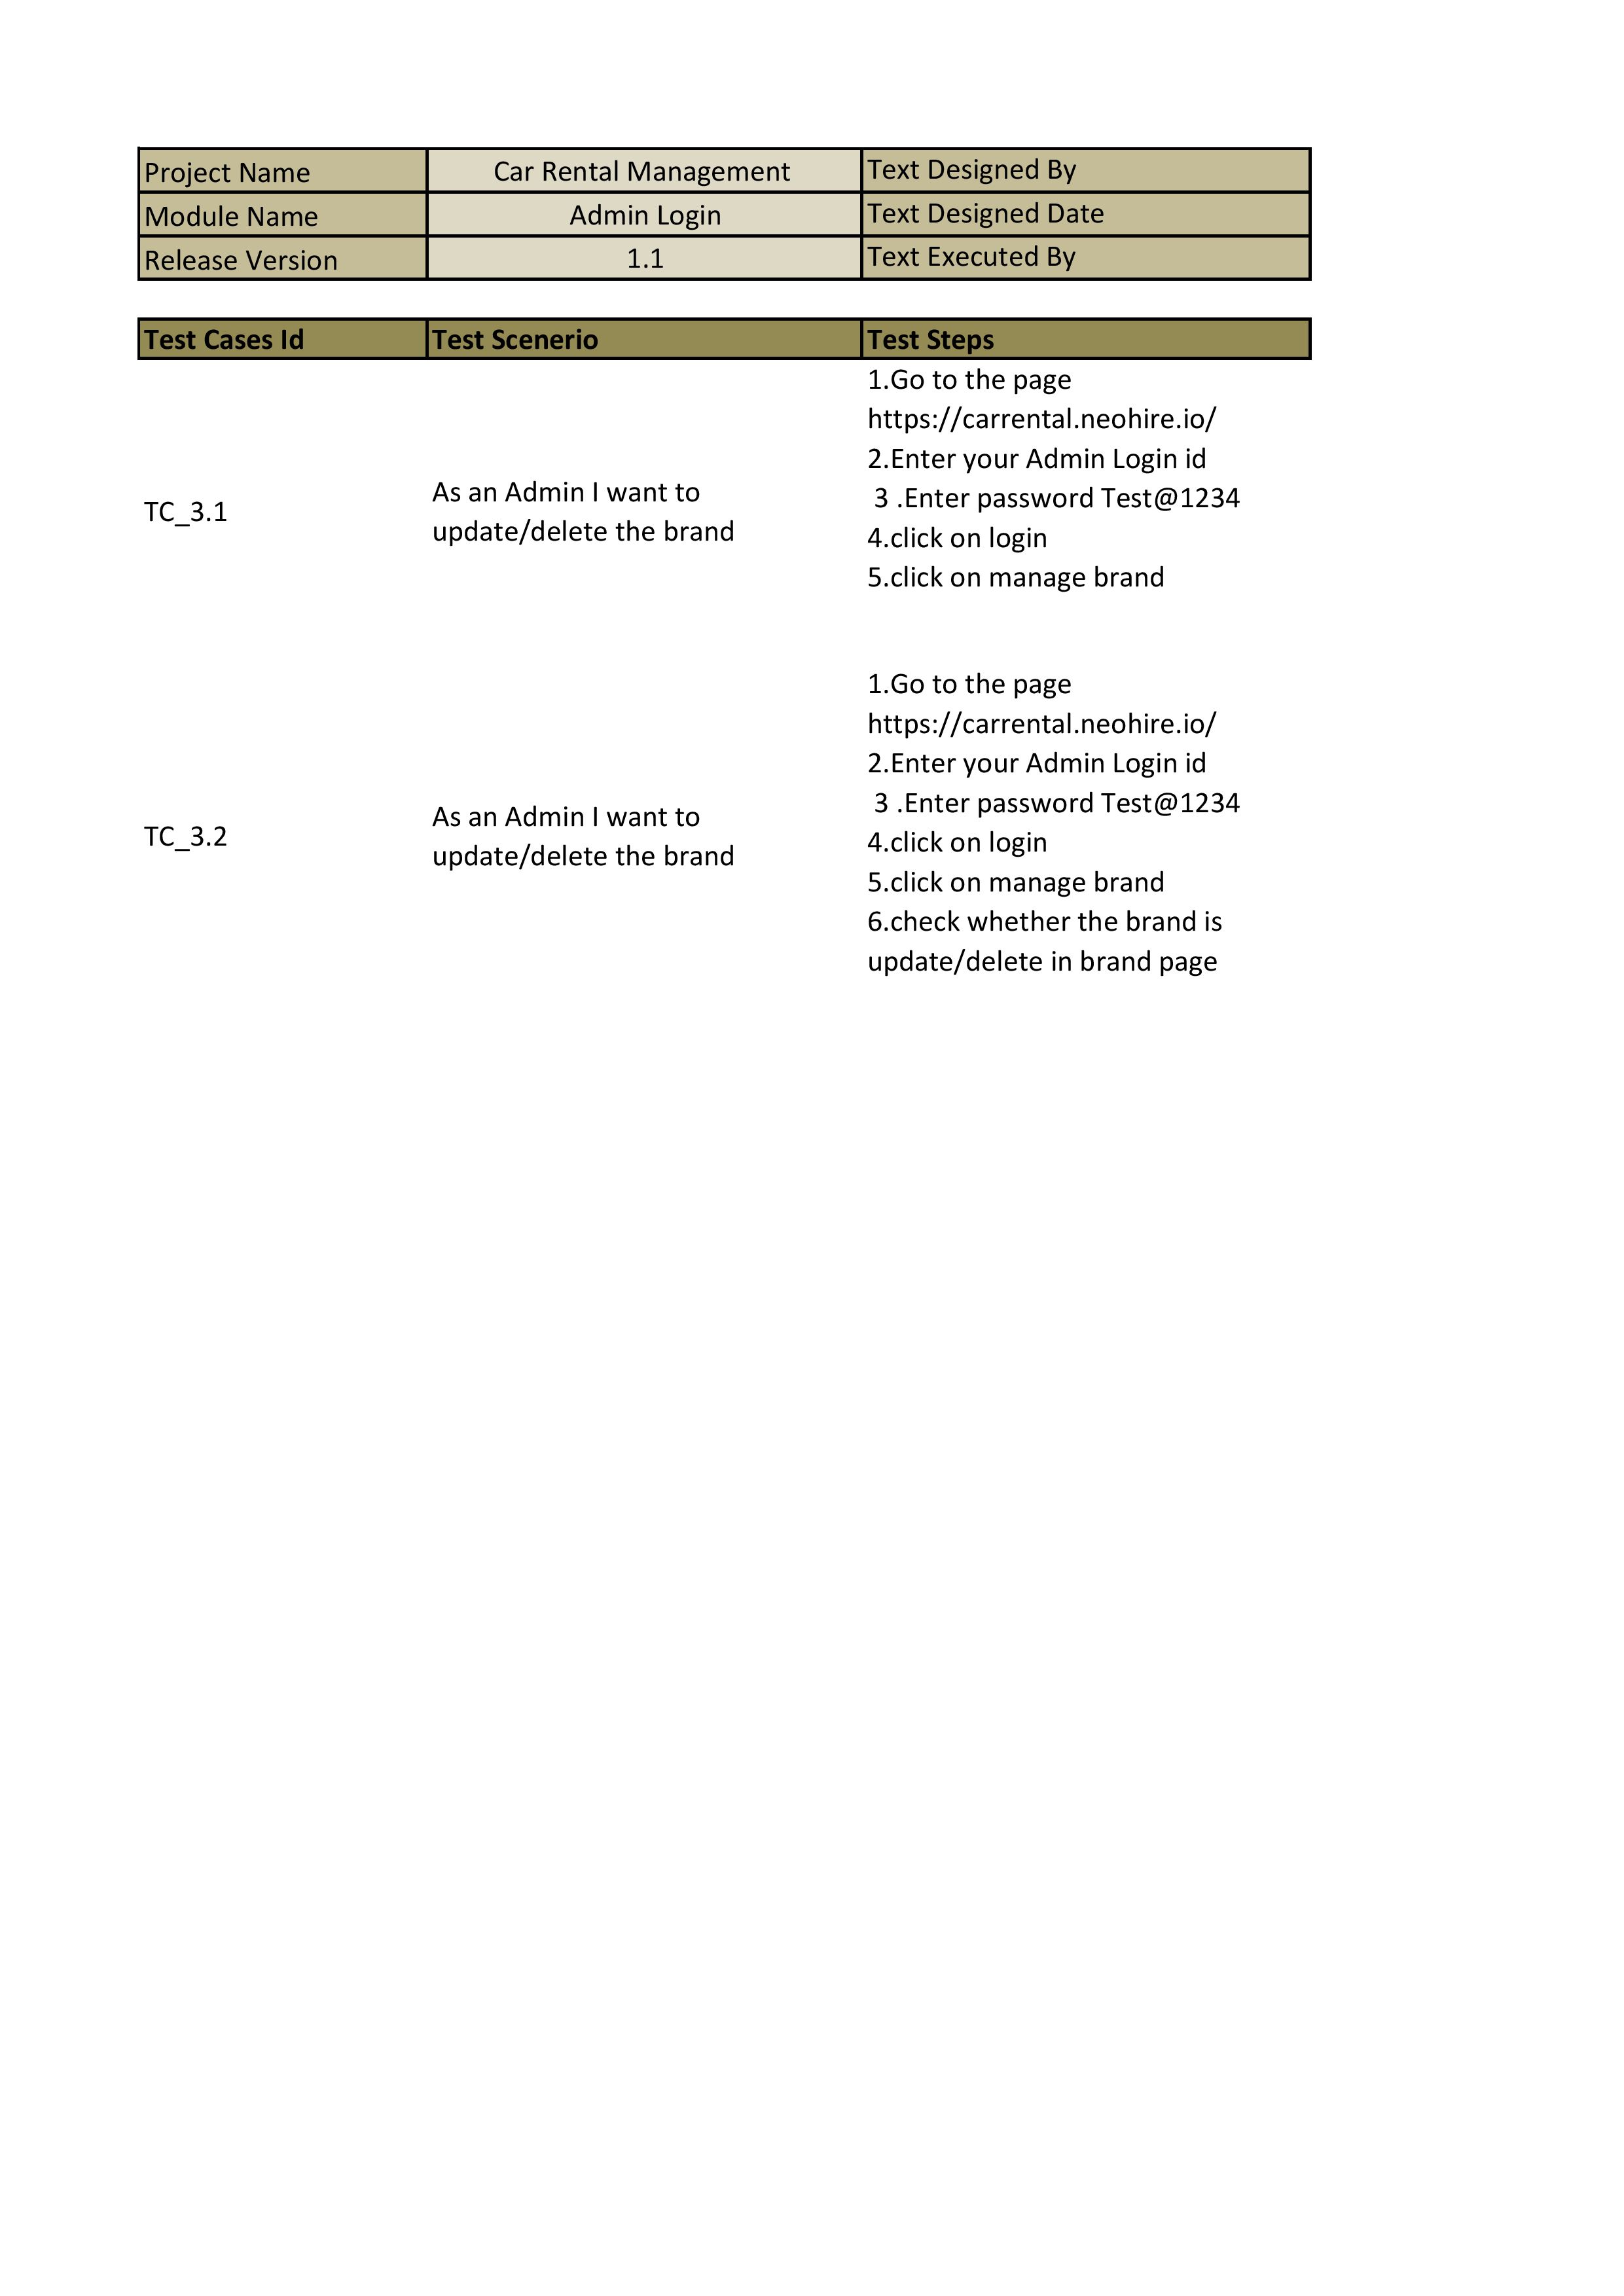 Project Name Car Rental Management Text Designed By
Module Name Admin Login Text Designed Date
Release Version 1.1 Text Executed By
Test Cases Id Test Scenerio Test Steps
TC_3.1
As an Admin I want to
update/delete the brand
1.Go to the page
https://carrental.neohire.io/
2.Enter your Admin Login id
3 .Enter password Test@1234
4.click on login
5.click on manage brand
TC_3.2
As an Admin I want to
update/delete the brand
1.Go to the page
https://carrental.neohire.io/
2.Enter your Admin Login id
3 .Enter password Test@1234
4.click on login
5.click on manage brand
6.check whether the brand is
update/delete in brand page